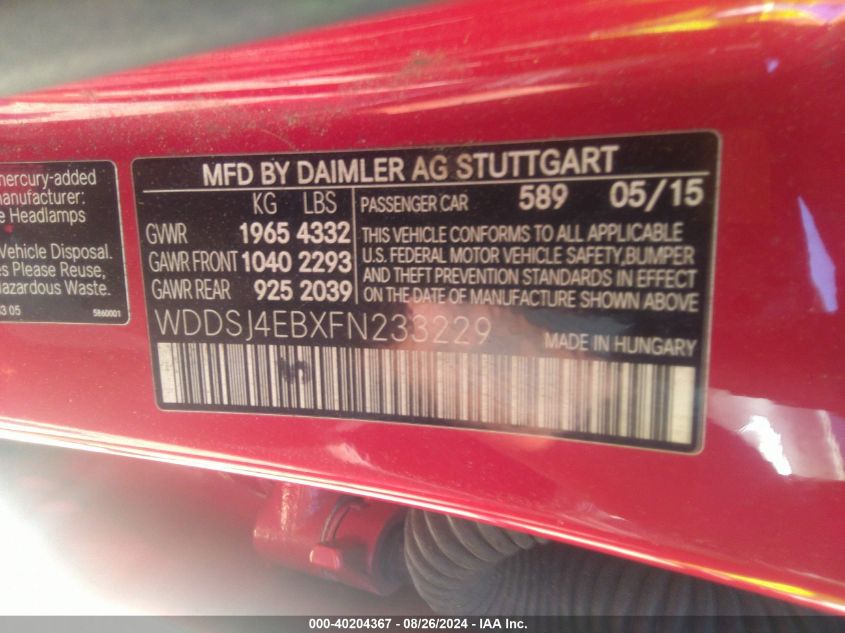 mercury-added
manufacturer:
e Headlamps
Vehicle Disposal.
es Please Reuse,
azardous Waste.
03 05 5860001
MFD BY DAIMLER AG STUTTGART
KG LBS
GVWR 1965 4332
GAWR FRONT 1040 2293
GAWR REAR 925 2039
PASSENGER CAR 589 05/15
THIS VEHICLE CONFORMS TO ALL APPLICABLE
U.S. FEDERAL MOTOR VEHICLE SAFETY,BUMPER
AND THEFT PREVENTION STANDARDS IN EFFECT
ON THE DATE OF MANUFACTURE SHOWN ABOVE
WDDSJ4EBXFN233229 MADE IN HUNGARY
000-40204367 - 08/26/2024 - IAA Inc.